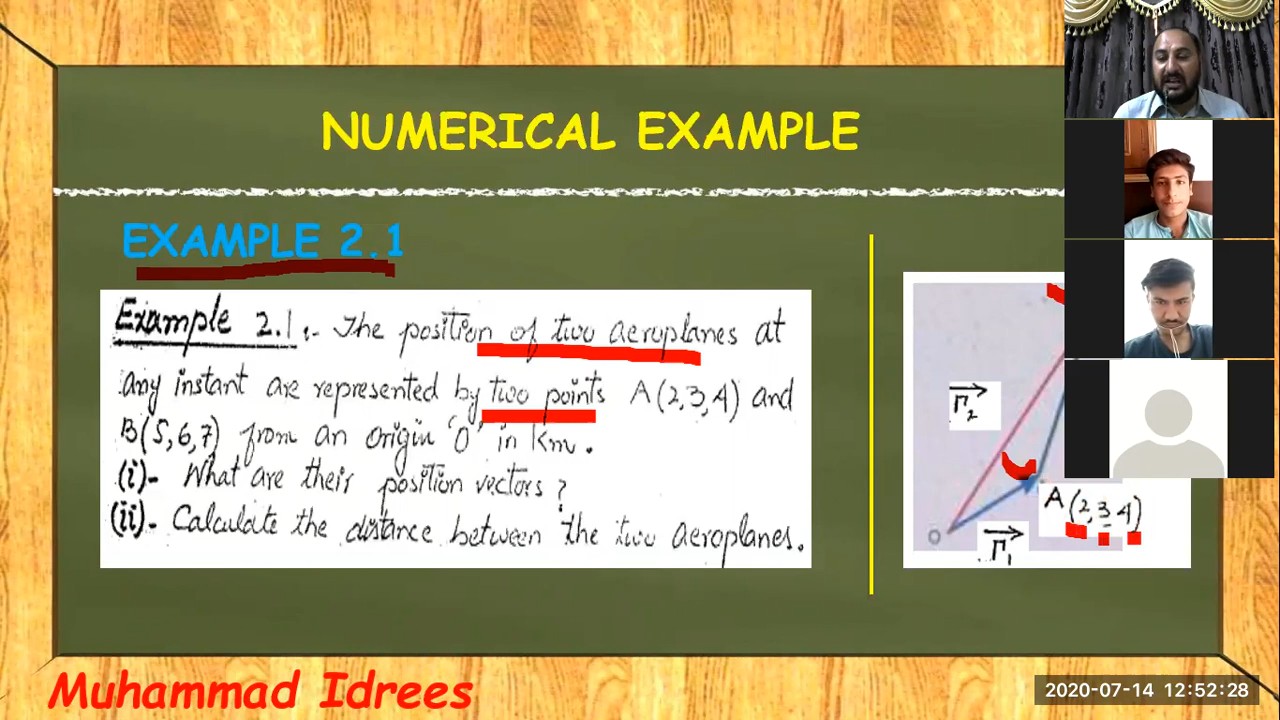 NUMERICAL EXAMPLE
EXAMPLE 2.1
Example 2.1:- The position of two aeroplanes at
any instant are represented by two points A(2,3,4) and
B(5,6,7) from an origin 'O' in Km.
(i)- What are their position vectors?
(ii)- Calculate the distance between the two aeroplanes.
r₂
A(2,3 4)
O
r₁
Muhammad Idrees
2020-07-14 12:52:28